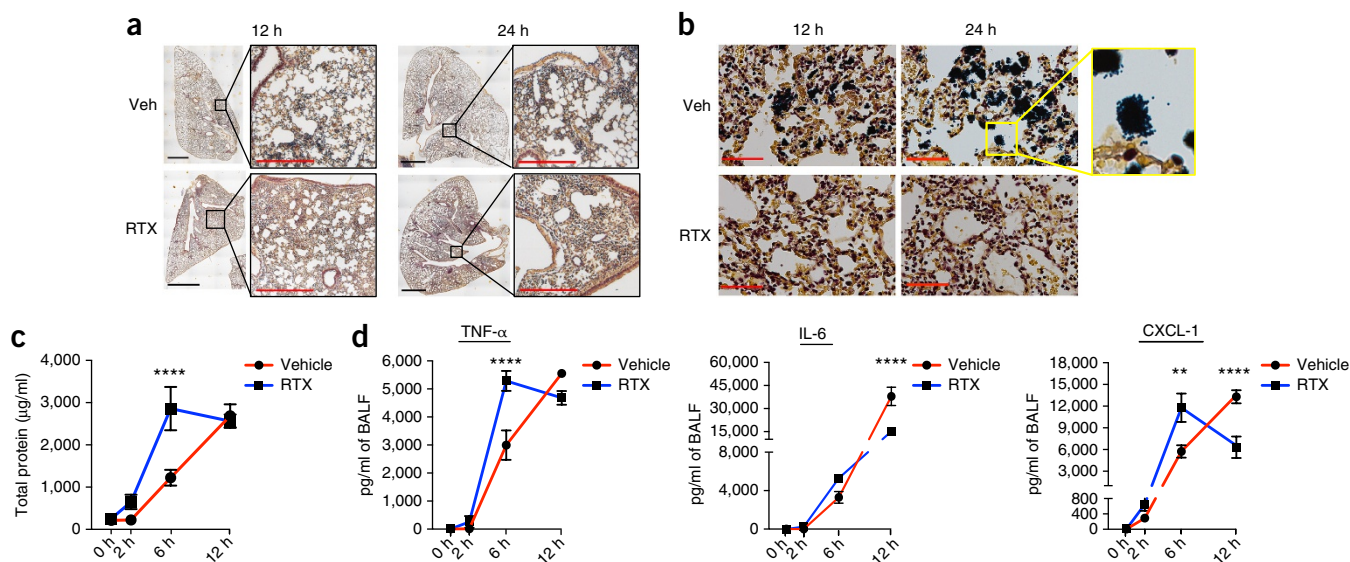 a
12 h
24 h
Veh
RTX
b
12 h
24 h
Veh
RTX
c
Total protein (µg/ml)
4,000
3,000
2,000
1,000
0
0 h
2 h
6 h
12 h
****
Vehicle
RTX
d
TNF-α
pg/ml of BALF
6,000
5,000
4,000
3,000
2,000
1,000
0
0 h
2 h
6 h
12 h
****
Vehicle
RTX
IL-6
pg/ml of BALF
60,000
45,000
30,000
15,000
8,000
4,000
0
0 h
2 h
6 h
12 h
****
Vehicle
RTX
CXCL-1
pg/ml of BALF
18,000
15,000
12,000
9,000
6,000
3,000
800
400
0
0 h
2 h
6 h
12 h
**
****
Vehicle
RTX